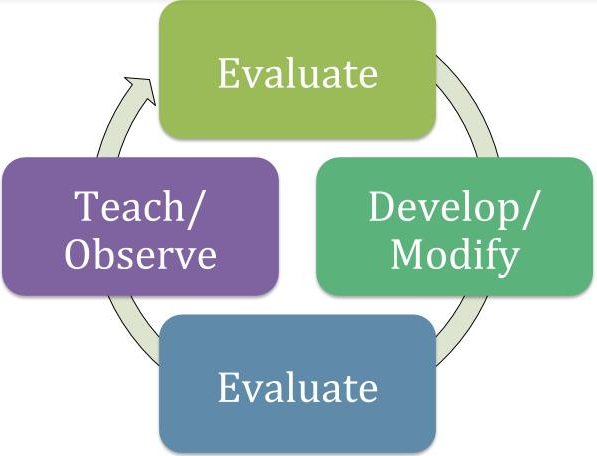 Evaluate
Teach/
Observe
Develop/
Modify
Evaluate